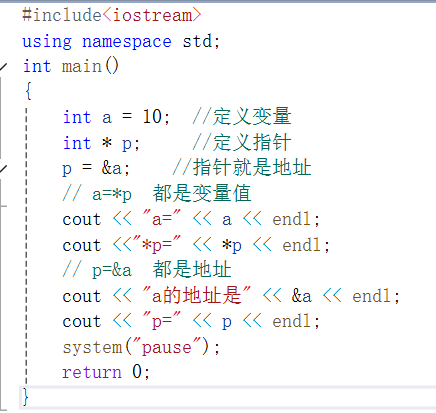 #include<iostream>
using namespace std;
int main()
{
int a = 10; //定义变量
int * p; //定义指针
p = &a; //指针就是地址
// a=*p 都是变量值
cout << "a=" << a << endl;
cout <<"*p=" << *p << endl;
// p=&a 都是地址
cout << "a的地址是" << &a << endl;
cout << "p=" << p << endl;
system("pause");
return 0;
}